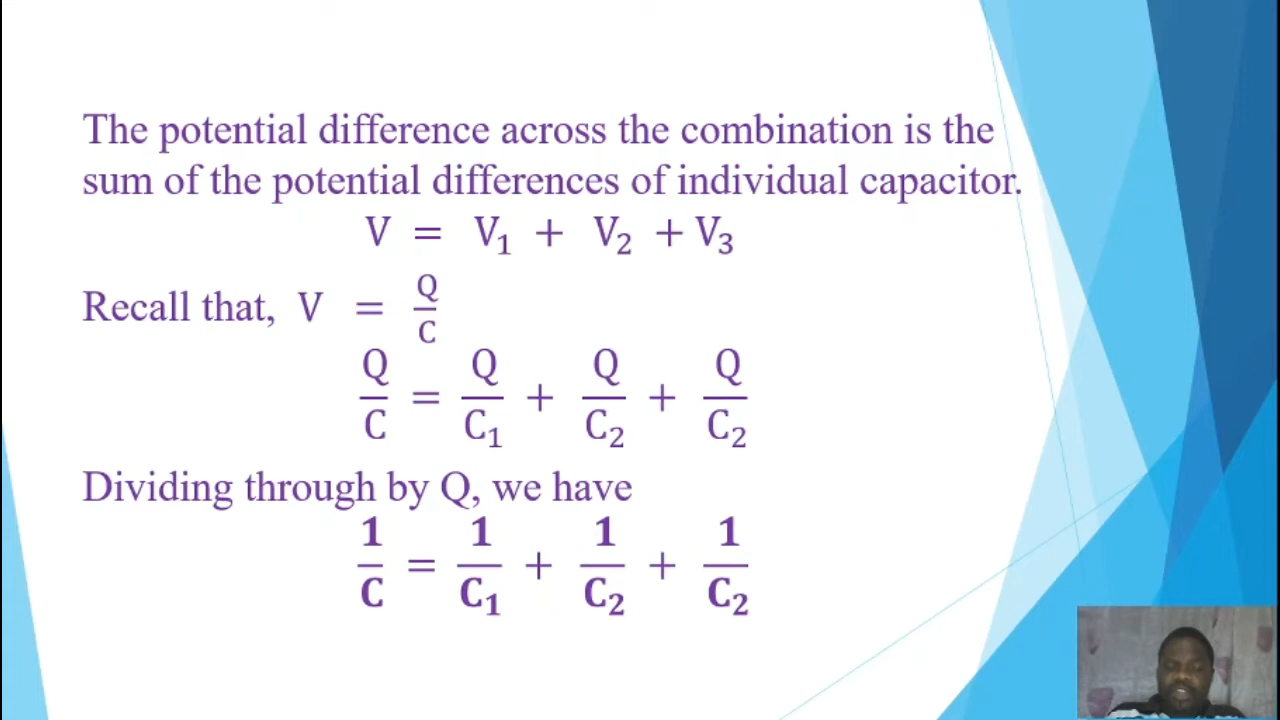 The potential difference across the combination is the
sum of the potential differences of individual capacitor.
V = V₁ + V₂ + V₃
Recall that, V = Q/C
Q/C = Q/C₁ + Q/C₂ + Q/C₂
Dividing through by Q, we have
1/C = 1/C₁ + 1/C₂ + 1/C₂